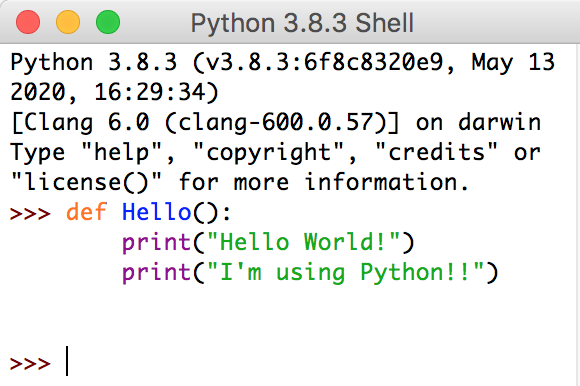 Python 3.8.3 Shell
Python 3.8.3 (v3.8.3:6f8c8320e9, May 13
2020, 16:29:34)
[Clang 6.0 (clang-600.0.57)] on darwin
Type "help", "copyright", "credits" or
"license()" for more information.
>>> def Hello():
        print("Hello World!")
        print("I'm using Python!!")
>>>